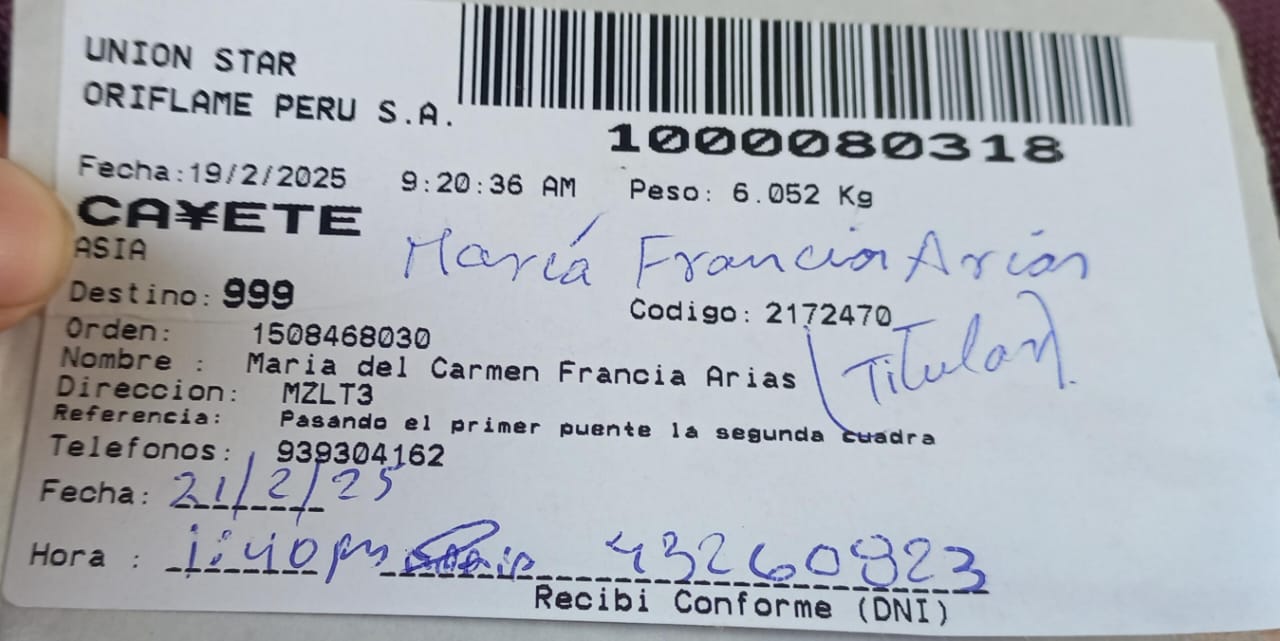 UNION STAR
ORIFLAME PERU S.A.
1000080318
Fecha:19/2/2025 9:20:36 AM Peso: 6.052 Kg
CA¥ETE
ASIA
María Francia Arias
Destino: 999
Codigo: 2172470
(Titular).
Orden: 1508468030
Nombre : Maria del Carmen Francia Arias
Direccion: MZLT3
Referencia: Pasando el primer puente la segunda cuadra
Telefonos: 939304162
Fecha: 21/2/25
Hora : 1:40 pm 43260923
Recibi Conforme (DNI)